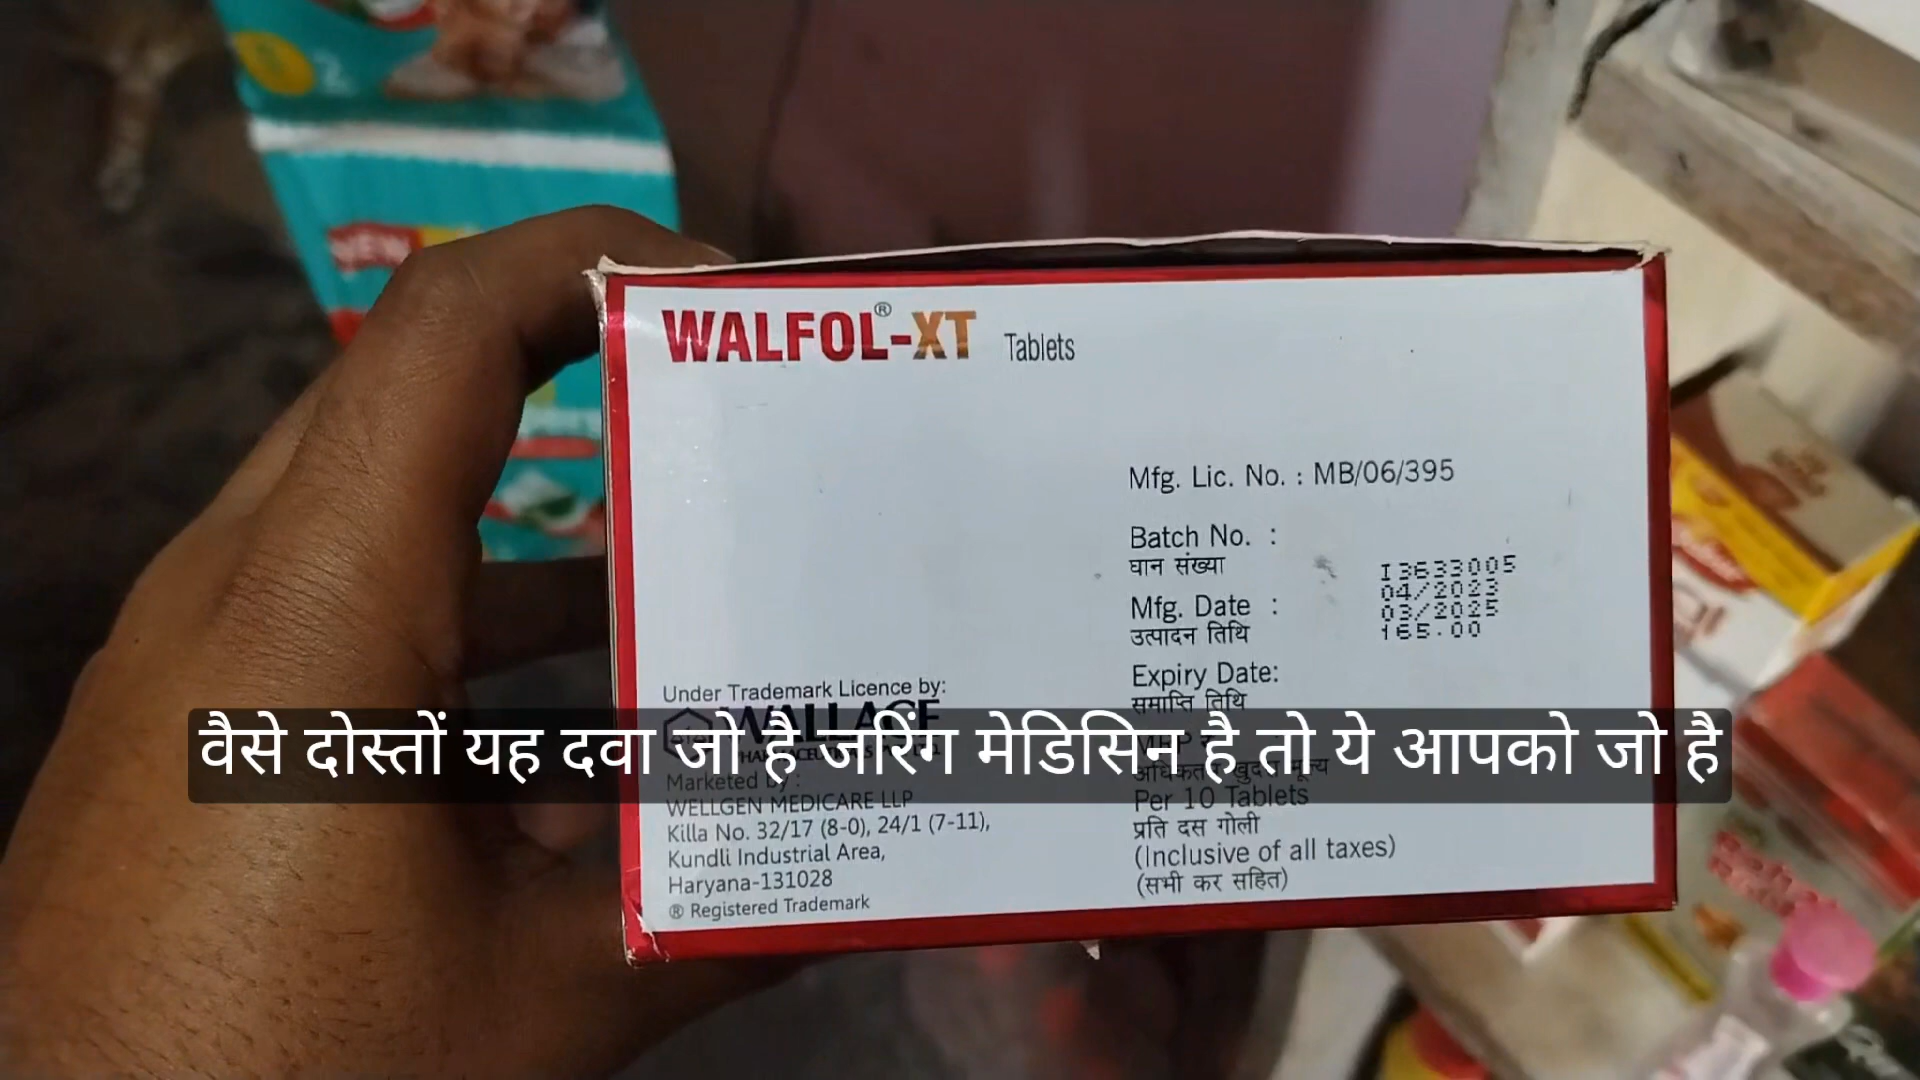 NEW
WALFOL®-XT Tablets
Mfg. Lic. No. : MB/06/395
Batch No. :
घान संख्या
I3633005
Mfg. Date :
04/2023
उत्पादन तिथि
03/2025
165.00
Expiry Date:
समाप्ति तिथि
Per 10 Tablets
प्रति दस गोली
(Inclusive of all taxes)
(सभी कर सहित)
Under Trademark Licence by:
WALLACE
Marketed by :
WELLGEN MEDICARE LLP
Killa No. 32/17 (8-0), 24/1 (7-11),
Kundli Industrial Area,
Haryana-131028
® Registered Trademark
वैसे दोस्तों यह दवा जो है जरिंग मेडिसिन है तो ये आपको जो है